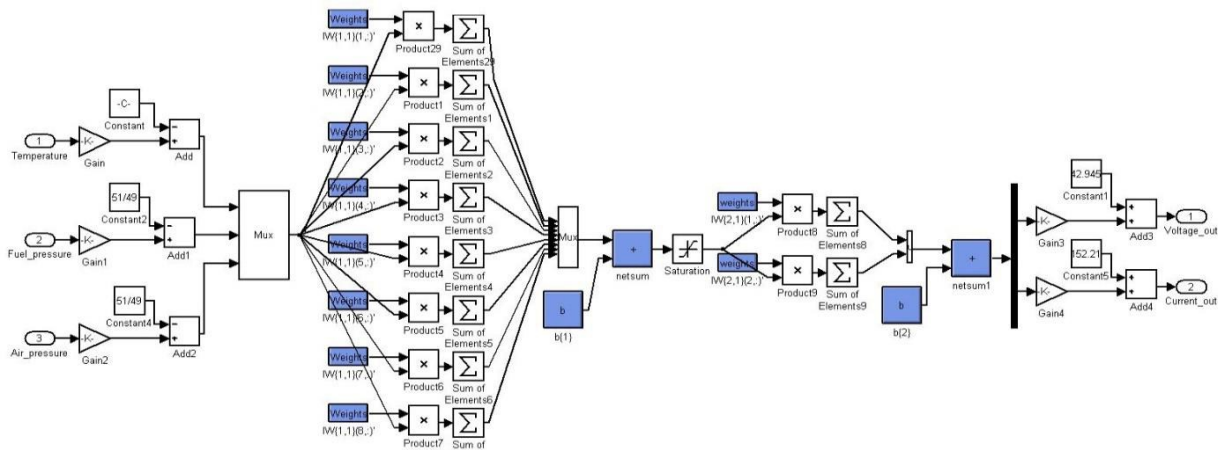 Weights
IW{1,1}(1,:)'
×
Product29
Sum of
Elements29
Weights
IW{1,1}(2,:)'
×
Product1
Sum of
Elements1
Weights
IW{1,1}(3,:)'
×
Product2
Sum of
Elements2
Weights
IW{1,1}(4,:)'
×
Product3
Sum of
Elements3
Weights
IW{1,1}(5,:)'
×
Product4
Sum of
Elements4
Weights
IW{1,1}(6,:)'
×
Product5
Sum of
Elements5
Weights
IW{1,1}(7,:)'
×
Product6
Sum of
Elements6
Weights
IW{1,1}(8,:)'
×
Product7
Sum of
-C-
Constant
1
Temperature
-K-
Gain
Add
51/49
Constant2
2
Fuel_pressure
-K-
Gain1
Add1
51/49
Constant4
3
Air_pressure
-K-
Gain2
Add2
Mux
Mux
+
netsum
b
b{1}
Saturation
weights
IW{2,1}(1,:)'
×
Product8
Sum of
Elements8
weights
IW{2,1}(2,:)'
×
Product9
Sum of
Elements9
b
b{2}
+
netsum1
42.945
Constant1
-K-
Gain3
Add3
1
Voltage_out
152.21
Constant5
-K-
Gain4
Add4
2
Current_out